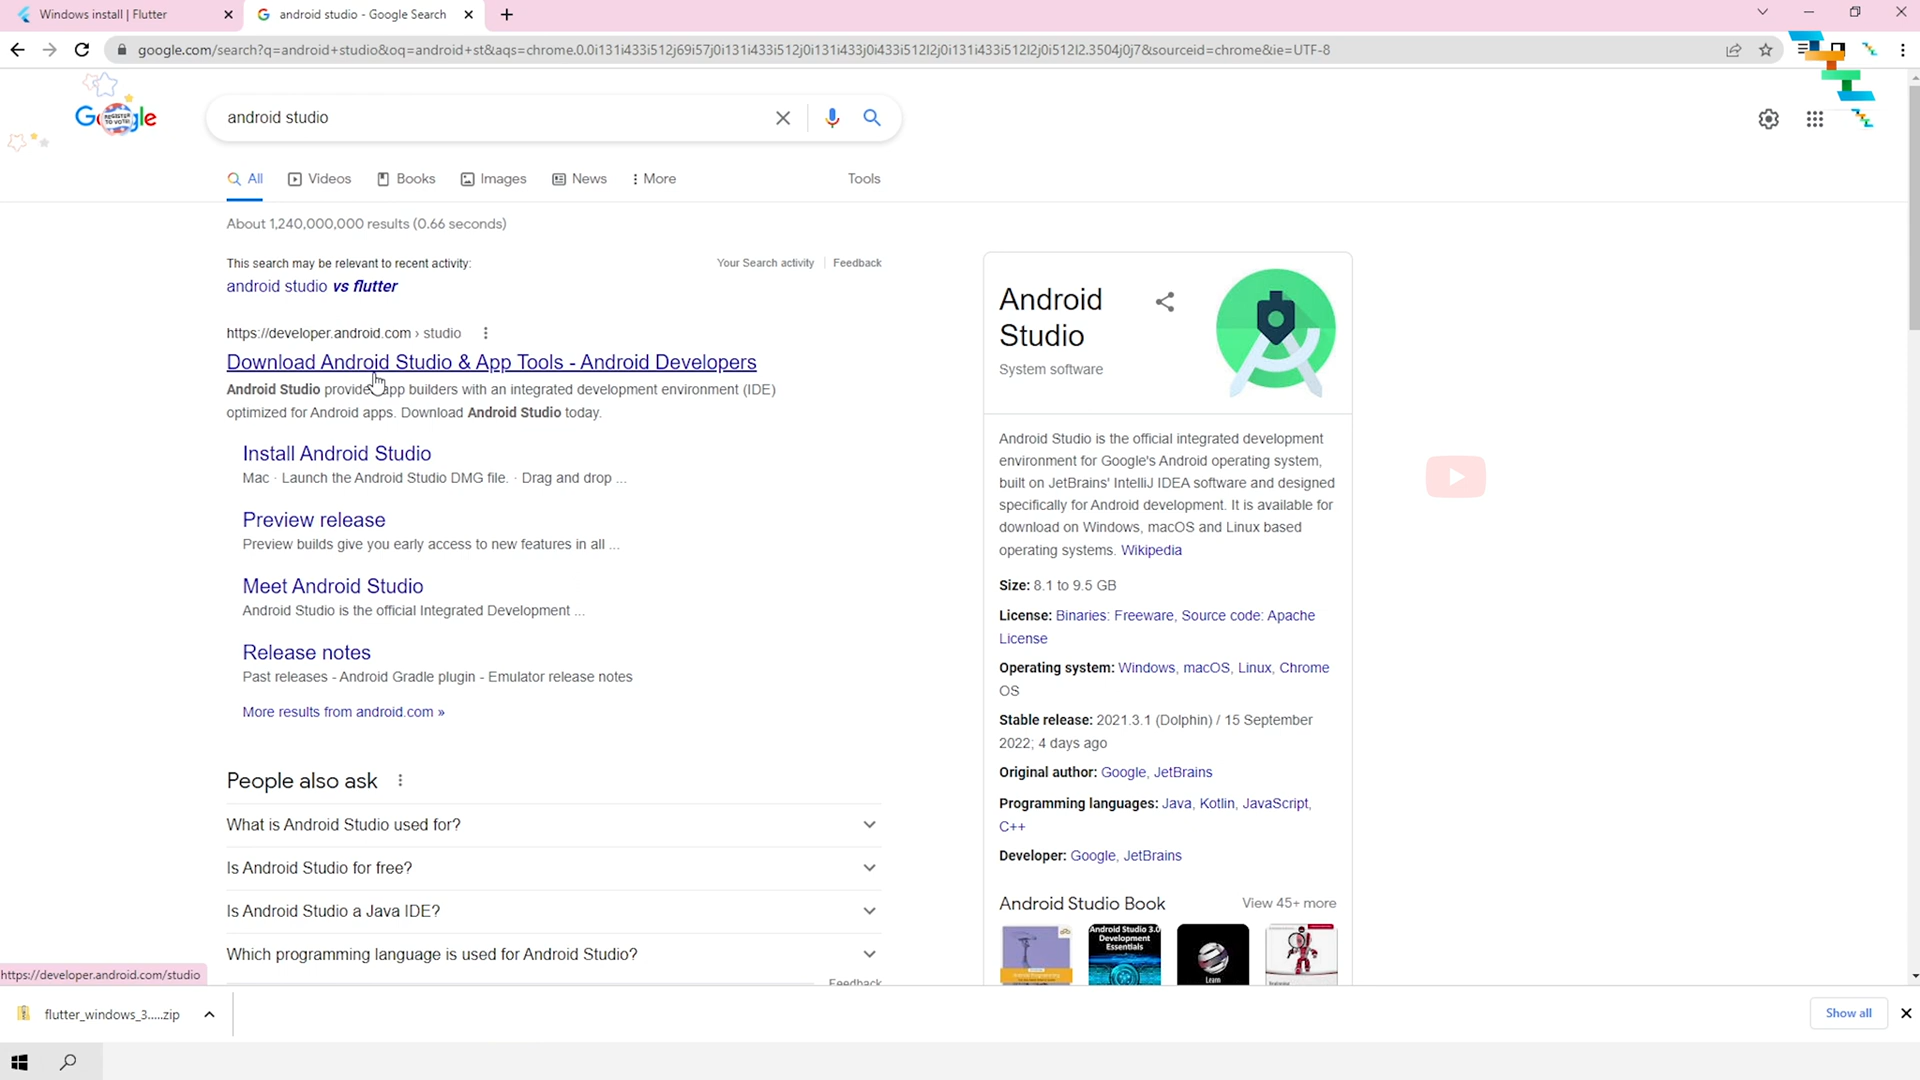 Windows install | Flutter
android studio - Google Search
google.com/search?q=android+studio&oq=android+st&aqs=chrome.0.0i131i433i512j69i57j0i131i433i512j0i131i433j0i433i512l2j0i131i433i512l2j0i512l2.3504j0j7&sourceid=chrome&ie=UTF-8
Google
REGISTER TO VOTE!
android studio
All
Videos
Books
Images
News
More
Tools
About 1,240,000,000 results (0.66 seconds)
This search may be relevant to recent activity:
Your Search activity
Feedback
android studio vs flutter
https://developer.android.com › studio
Download Android Studio & App Tools - Android Developers
Android Studio provide app builders with an integrated development environment (IDE)
optimized for Android apps. Download Android Studio today.
Install Android Studio
Mac · Launch the Android Studio DMG file. · Drag and drop ...
Preview release
Preview builds give you early access to new features in all ...
Meet Android Studio
Android Studio is the official Integrated Development ...
Release notes
Past releases - Android Gradle plugin - Emulator release notes
More results from android.com »
People also ask
What is Android Studio used for?
Is Android Studio for free?
Is Android Studio a Java IDE?
Which programming language is used for Android Studio?
Feedback
Android
Studio
System software
Android Studio is the official integrated development
environment for Google's Android operating system,
built on JetBrains' IntelliJ IDEA software and designed
specifically for Android development. It is available for
download on Windows, macOS and Linux based
operating systems. Wikipedia
Size: 8.1 to 9.5 GB
License: Binaries: Freeware, Source code: Apache
License
Operating system: Windows, macOS, Linux, Chrome
OS
Stable release: 2021.3.1 (Dolphin) / 15 September
2022; 4 days ago
Original author: Google, JetBrains
Programming languages: Java, Kotlin, JavaScript,
C++
Developer: Google, JetBrains
Android Studio Book
View 45+ more
Android Studio 3.0
Development
Essentials
Learn
https://developer.android.com/studio
flutter_windows_3.....zip
Show all